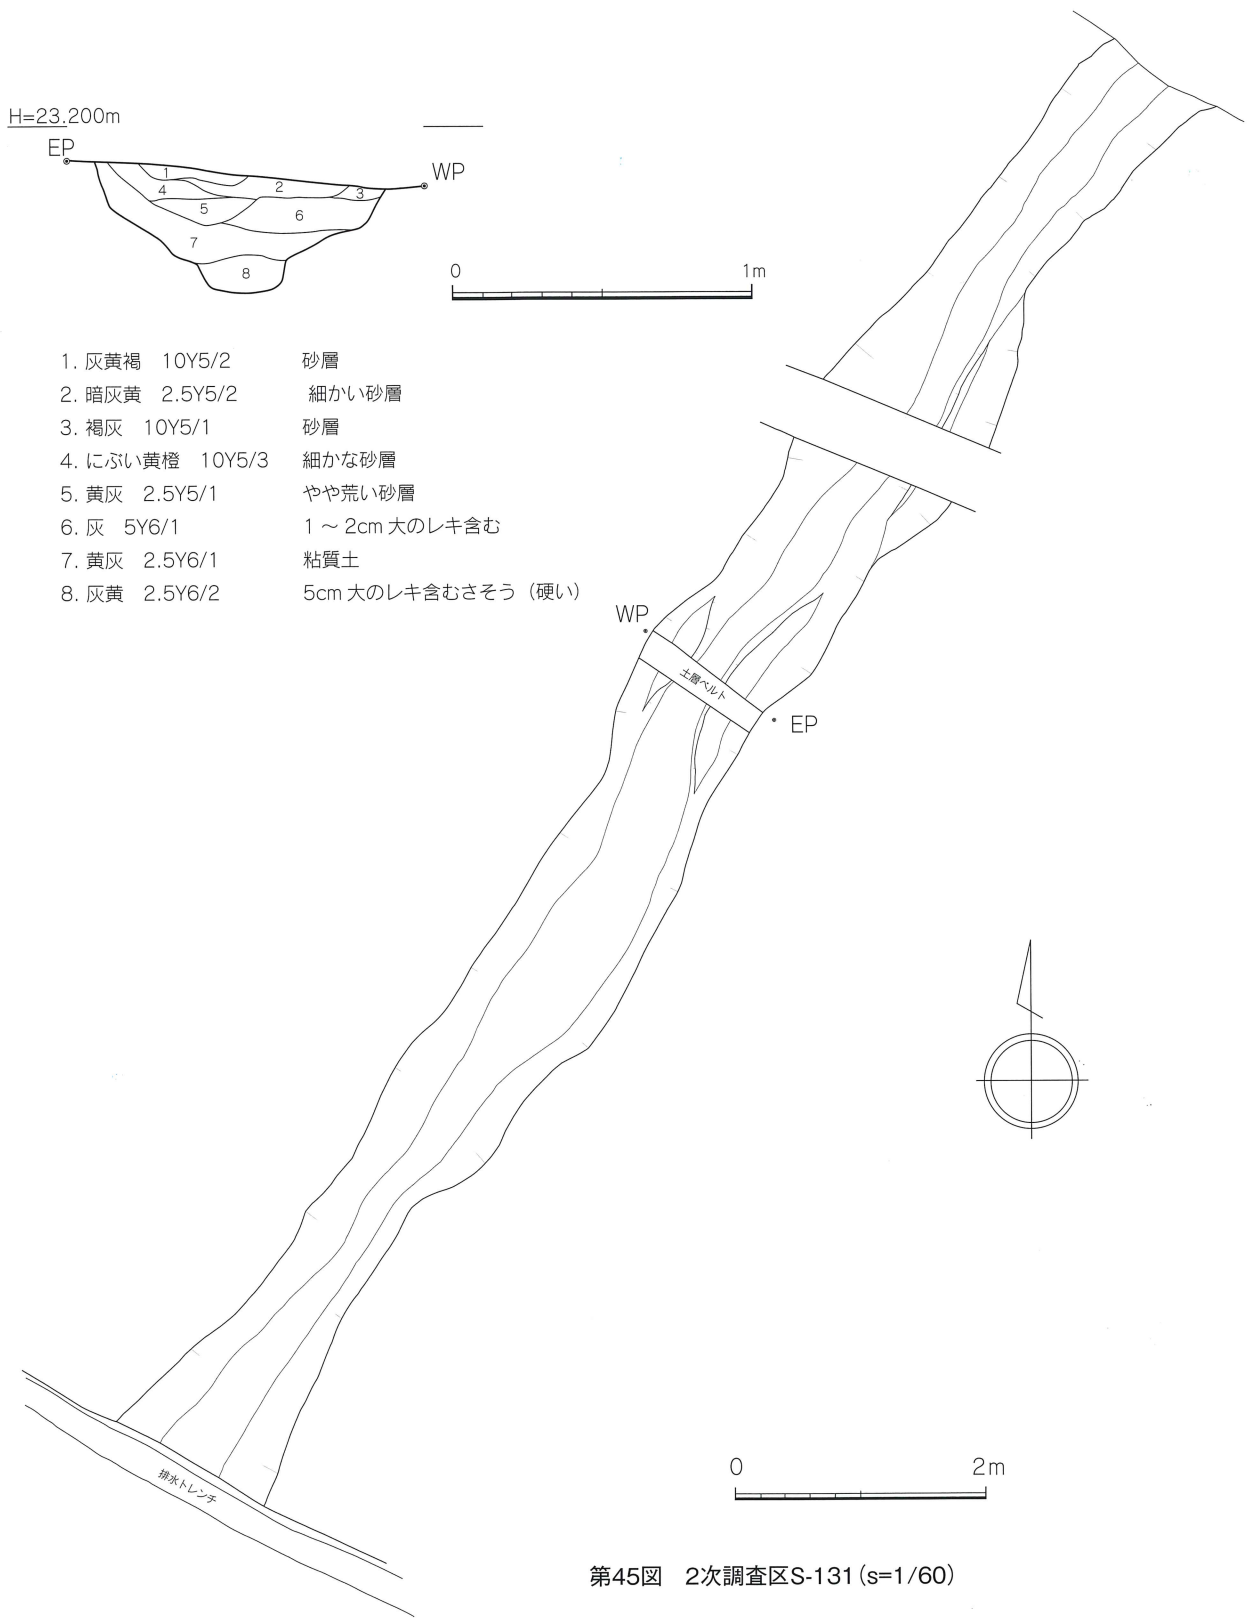 H=23.200m
EP
WP
1
2
3
4
5
6
7
8
0 1m
1. 灰黄褐 10Y5/2 砂層
2. 暗灰黄 2.5Y5/2 細かい砂層
3. 褐灰 10Y5/1 砂層
4. にぶい黄橙 10Y5/3 細かな砂層
5. 黄灰 2.5Y5/1 やや荒い砂層
6. 灰 5Y6/1 1～2cm大のレキ含む
7. 黄灰 2.5Y6/1 粘質土
8. 灰黄 2.5Y6/2 5cm大のレキ含むさそう（硬い）
WP
土層ベルト
EP
排水トレンチ
0 2m
第45図 2次調査区S-131（s=1/60）